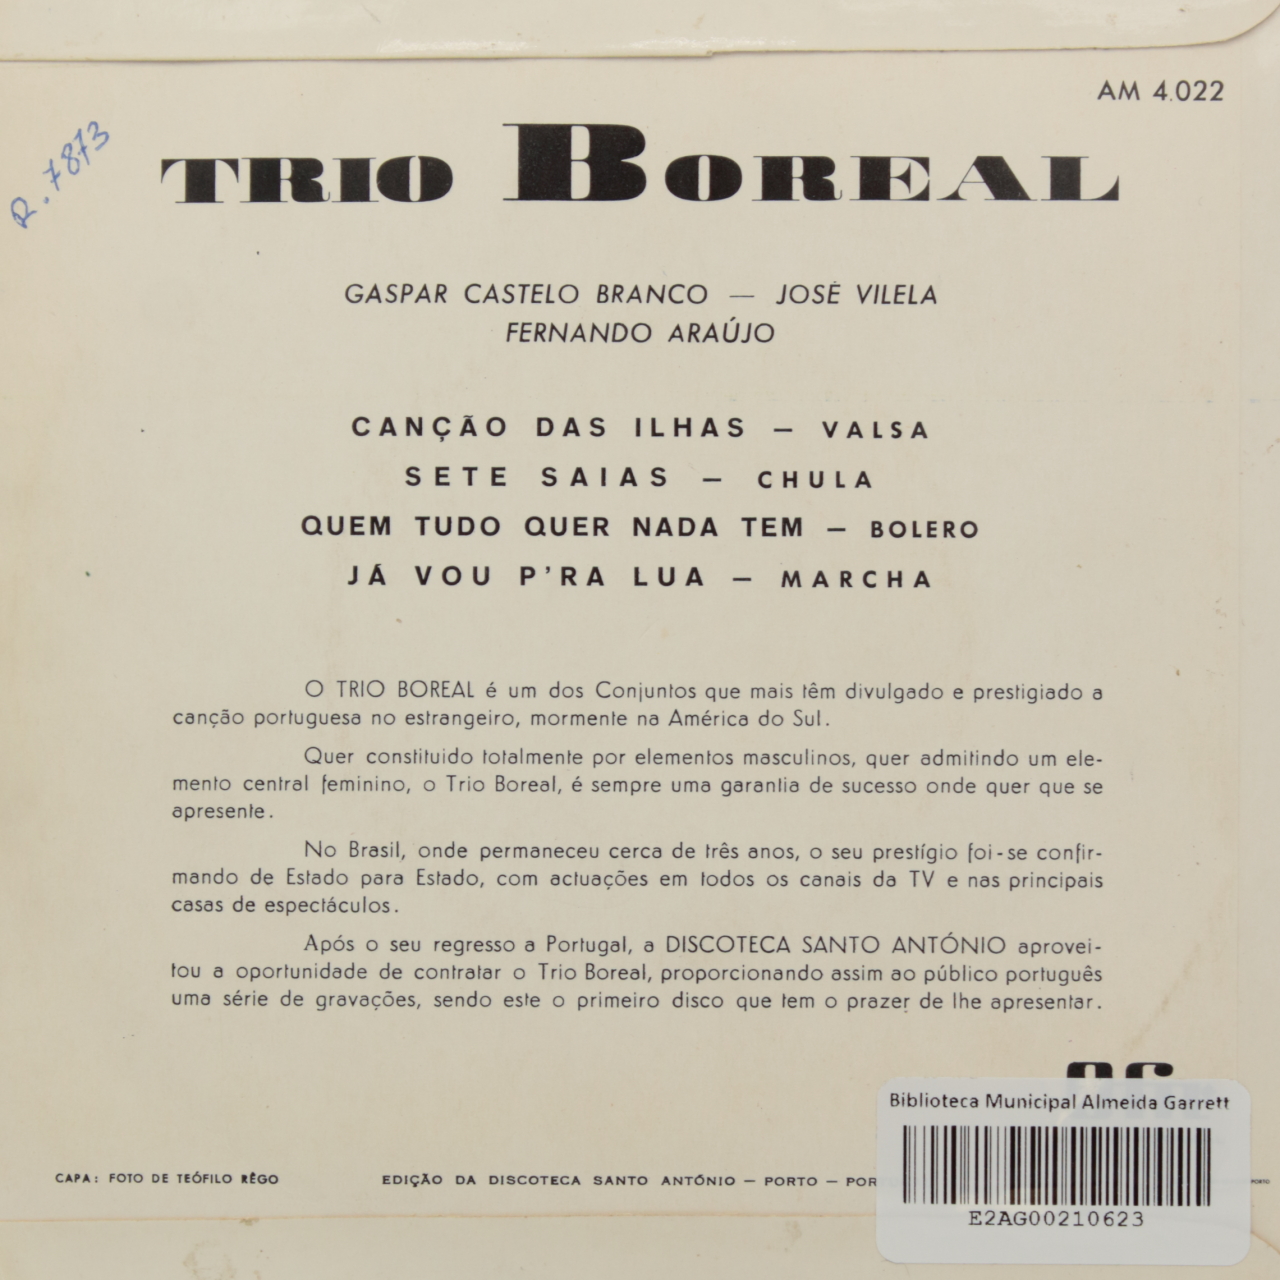 AM 4.022
R. 7873
TRIO BOREAL
GASPAR CASTELO BRANCO — JOSÉ VILELA
FERNANDO ARAÚJO
CANÇÃO DAS ILHAS — VALSA
SETE SAIAS — CHULA
QUEM TUDO QUER NADA TEM — BOLERO
JÁ VOU P'RA LUA — MARCHA
O TRIO BOREAL é um dos Conjuntos que mais têm divulgado e prestigiado a
canção portuguesa no estrangeiro, mormente na América do Sul.
Quer constituido totalmente por elementos masculinos, quer admitindo um ele-
mento central feminino, o Trio Boreal, é sempre uma garantia de sucesso onde quer que se
apresente.
No Brasil, onde permaneceu cerca de três anos, o seu prestígio foi-se confir-
mando de Estado para Estado, com actuações em todos os canais da TV e nas principais
casas de espectáculos.
Após o seu regresso a Portugal, a DISCOTECA SANTO ANTÓNIO aprovei-
tou a oportunidade de contratar o Trio Boreal, proporcionando assim ao público português
uma série de gravações, sendo este o primeiro disco que tem o prazer de lhe apresentar.
Biblioteca Municipal Almeida Garrett
E2AG00210623
CAPA: FOTO DE TEÓFILO RÊGO
EDIÇÃO DA DISCOTECA SANTO ANTÓNIO — PORTO — POR
PORTO